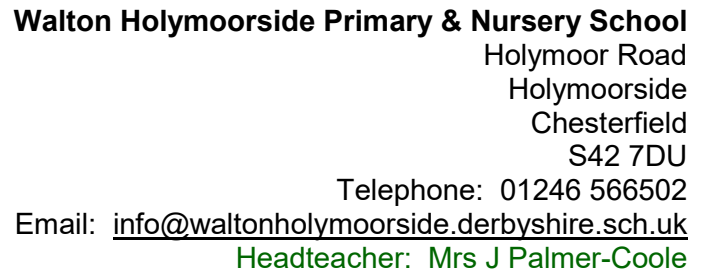 Walton Holymoorside Primary & Nursery School
Holymoor Road
Holymoorside
Chesterfield
S42 7DU
Telephone:  01246 566502
Email:  info@waltonholymoorside.derbyshire.sch.uk
Headteacher:  Mrs J Palmer-Coole